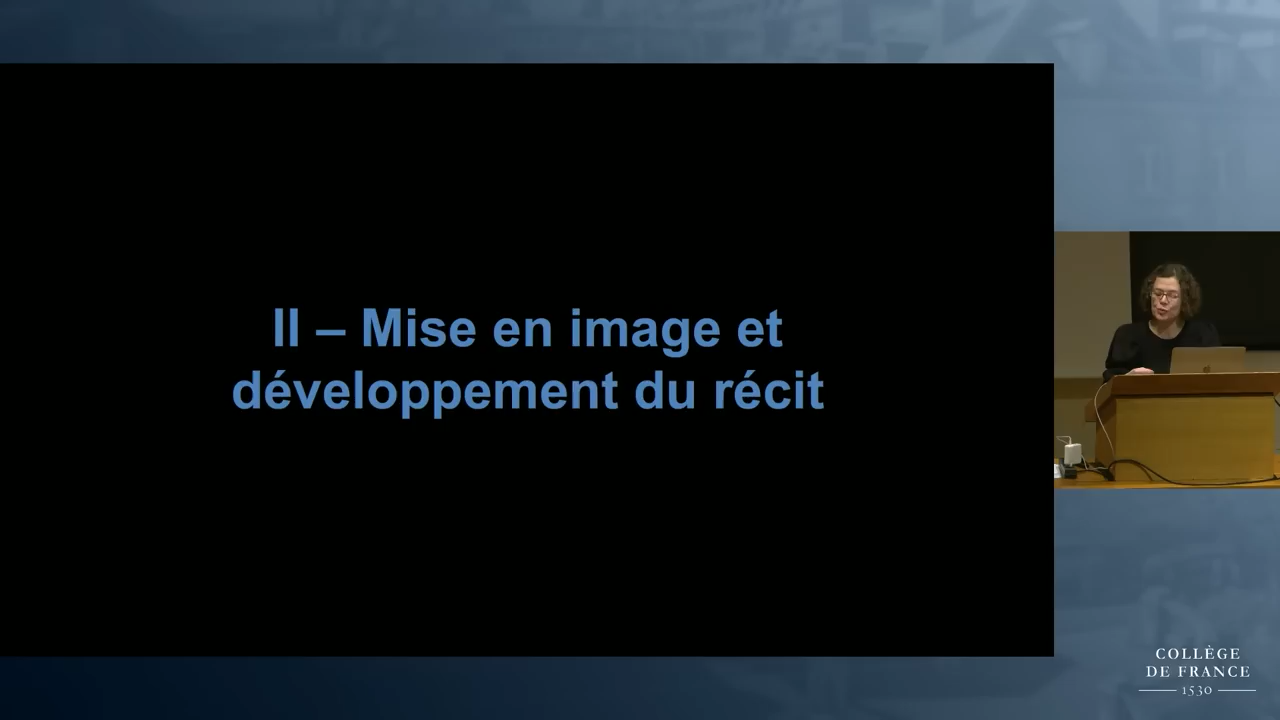 II – Mise en image et
développement du récit
COLLÈGE
DE FRANCE
1530